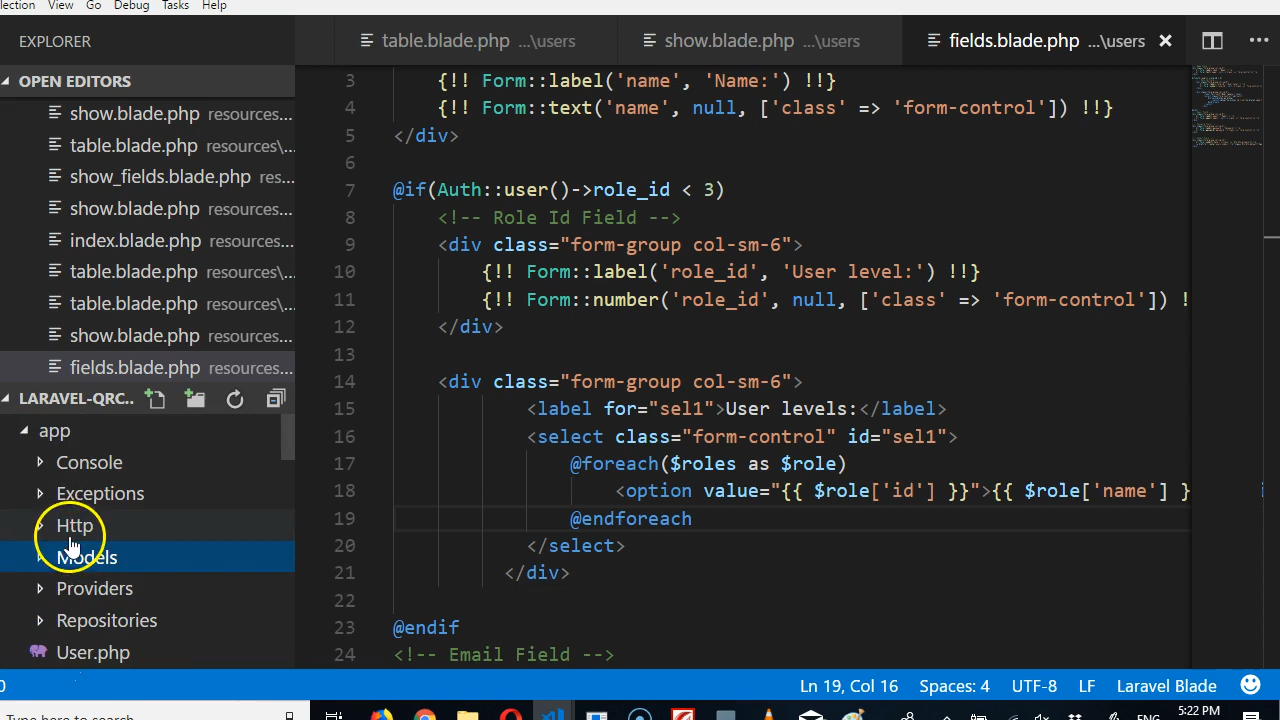 lection View Go Debug Tasks Help
EXPLORER
table.blade.php ...\users show.blade.php ...\users fields.blade.php ...\users
OPEN EDITORS
show.blade.php resources...
table.blade.php resources\...
show_fields.blade.php res...
show.blade.php resources...
index.blade.php resources...
table.blade.php resources\...
table.blade.php resources\...
show.blade.php resources...
fields.blade.php resources...
LARAVEL-QRC..
app
Console
Exceptions
Http
Models
Providers
Repositories
User.php
3 {!! Form::label('name', 'Name:') !!}
4 {!! Form::text('name', null, ['class' => 'form-control']) !!}
5 </div>
6
7 @if(Auth::user()->role_id < 3)
8 <!-- Role Id Field -->
9 <div class="form-group col-sm-6">
10 {!! Form::label('role_id', 'User level:') !!}
11 {!! Form::number('role_id', null, ['class' => 'form-control']) !
12 </div>
13
14 <div class="form-group col-sm-6">
15 <label for="sel1">User levels:</label>
16 <select class="form-control" id="sel1">
17 @foreach($roles as $role)
18 <option value="{{ $role['id'] }}">{{ $role['name'] }
19 @endforeach
20 </select>
21 </div>
22
23 @endif
24 <!-- Email Field -->
0 Ln 19, Col 16 Spaces: 4 UTF-8 LF Laravel Blade
Type here to search ENG 5:22 PM